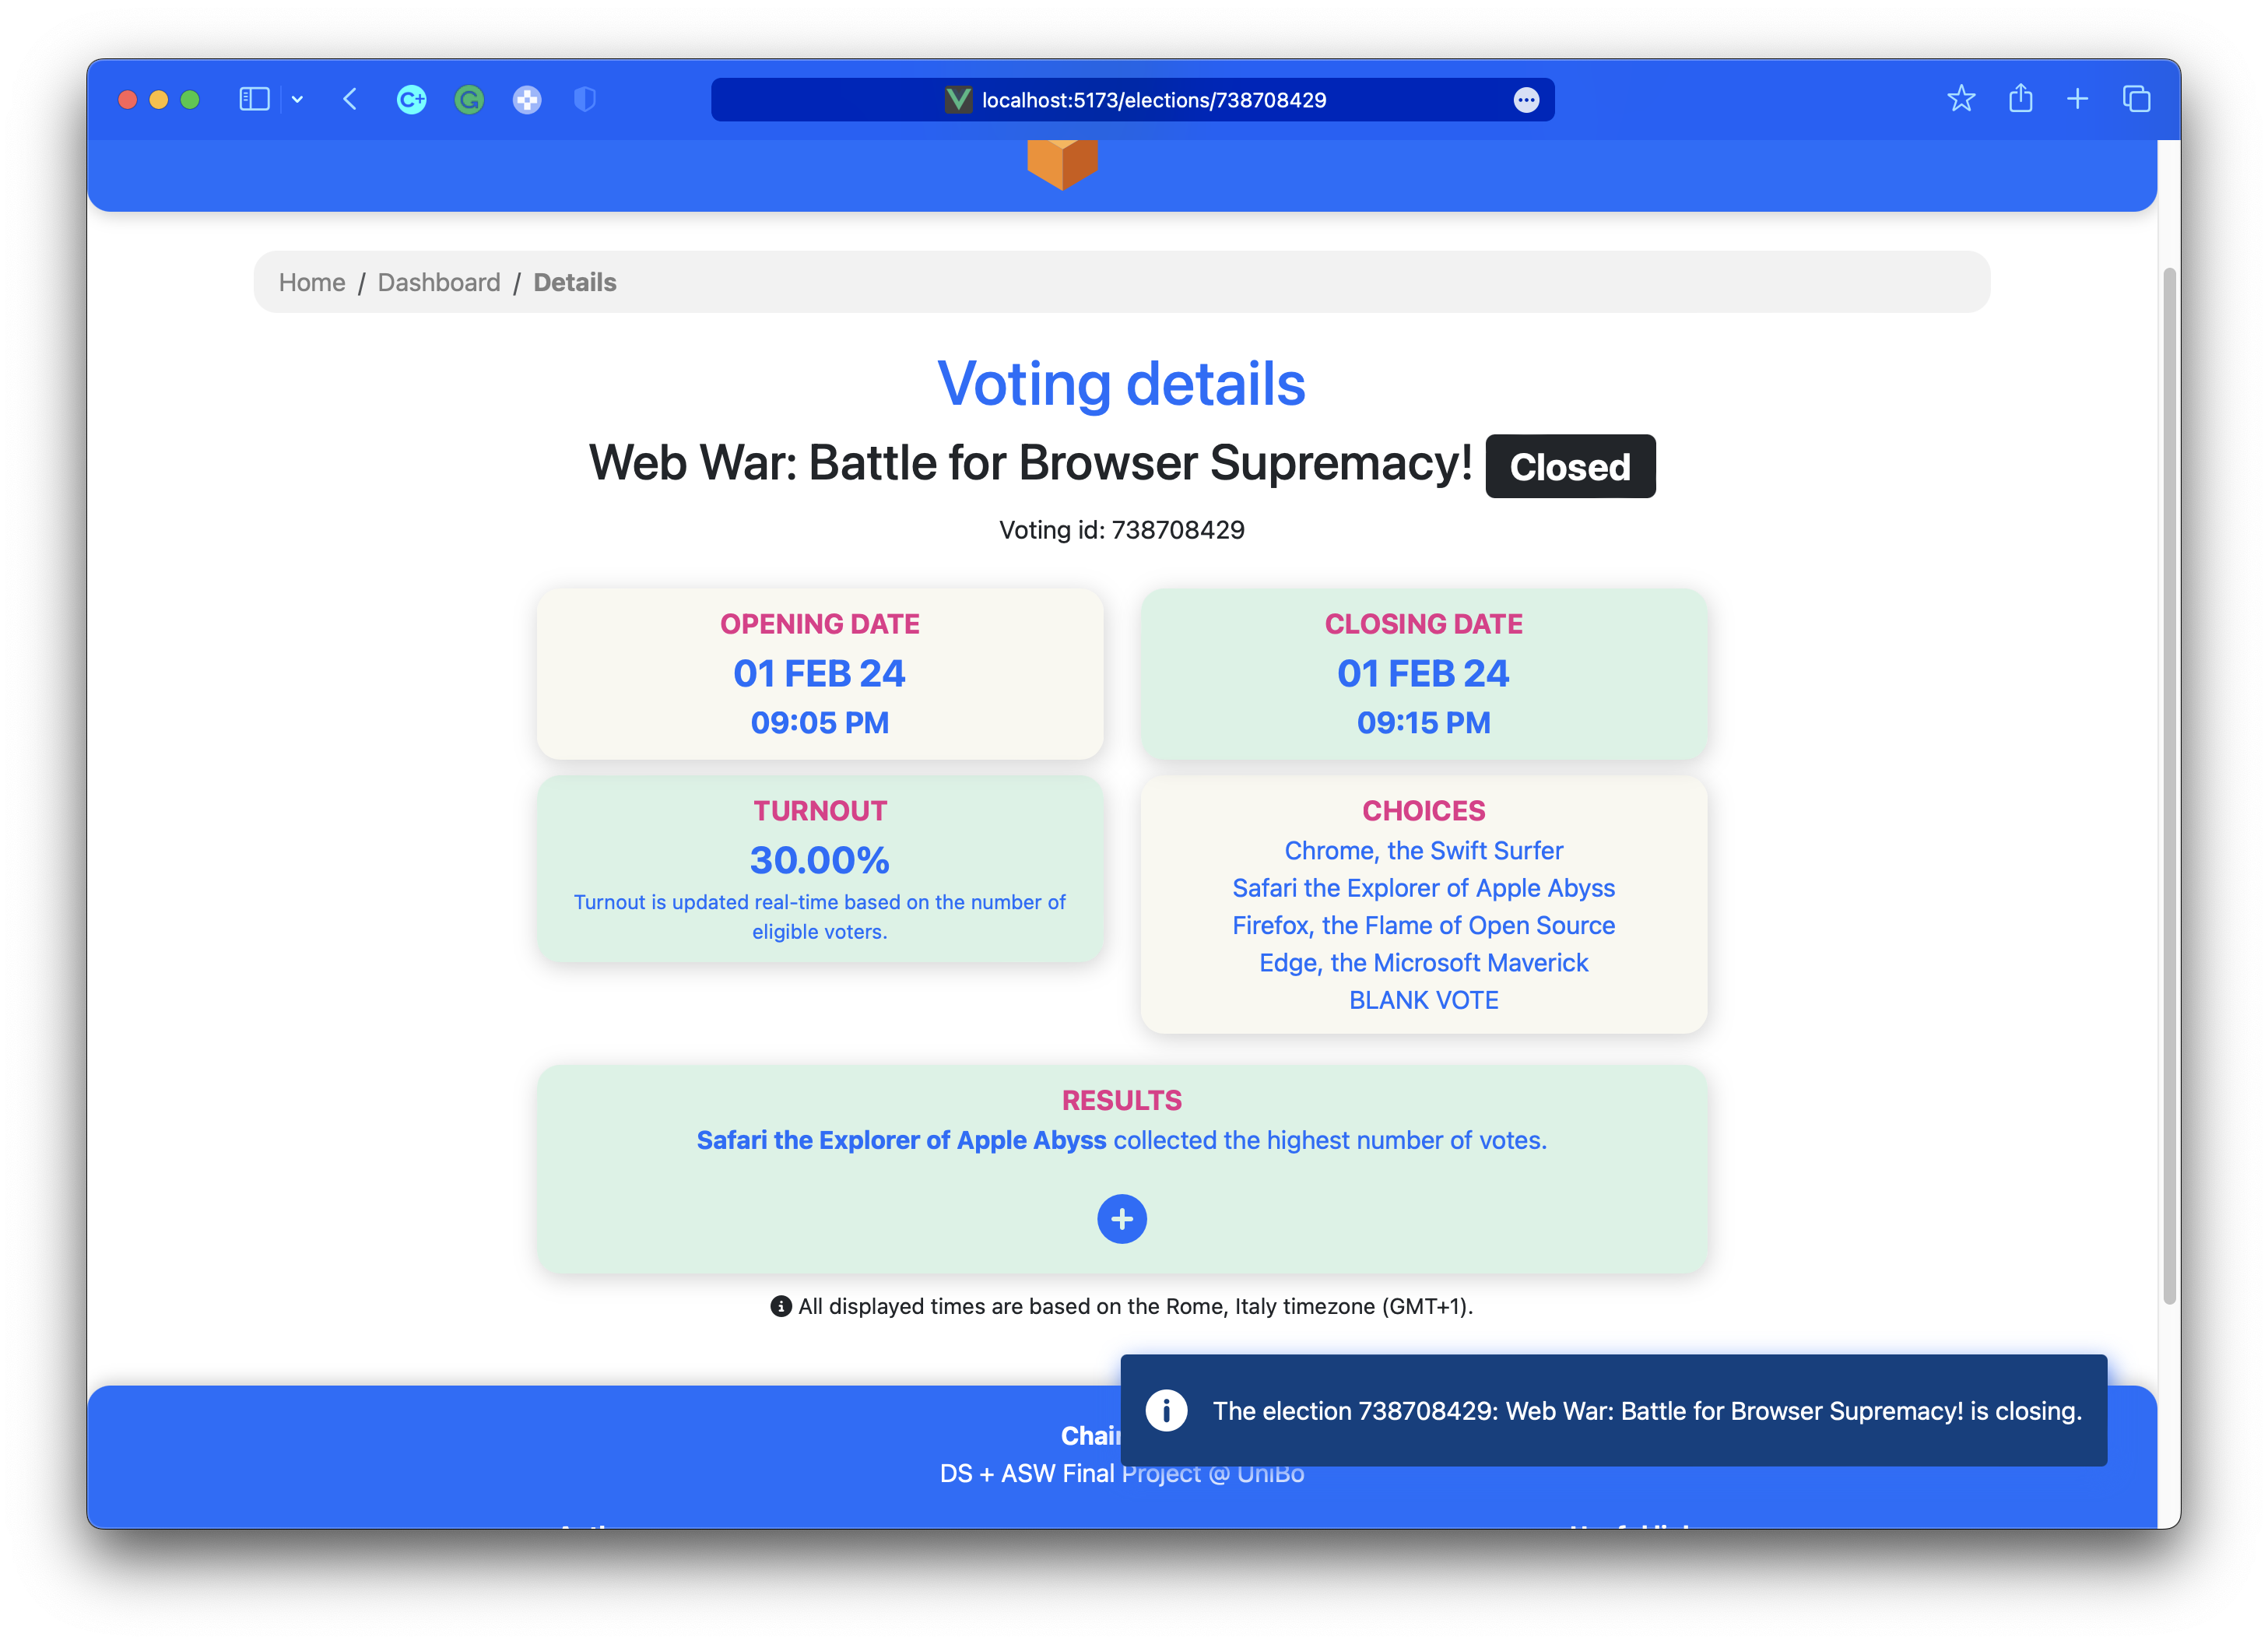 localhost:5173/elections/738708429
Home / Dashboard / Details
Voting details
Web War: Battle for Browser Supremacy! Closed
Voting id: 738708429
OPENING DATE
01 FEB 24
09:05 PM
CLOSING DATE
01 FEB 24
09:15 PM
TURNOUT
30.00%
Turnout is updated real-time based on the number of
eligible voters.
CHOICES
Chrome, the Swift Surfer
Safari the Explorer of Apple Abyss
Firefox, the Flame of Open Source
Edge, the Microsoft Maverick
BLANK VOTE
RESULTS
Safari the Explorer of Apple Abyss collected the highest number of votes.
All displayed times are based on the Rome, Italy timezone (GMT+1).
The election 738708429: Web War: Battle for Browser Supremacy! is closing.
DS + ASW Final Project @ UniBo